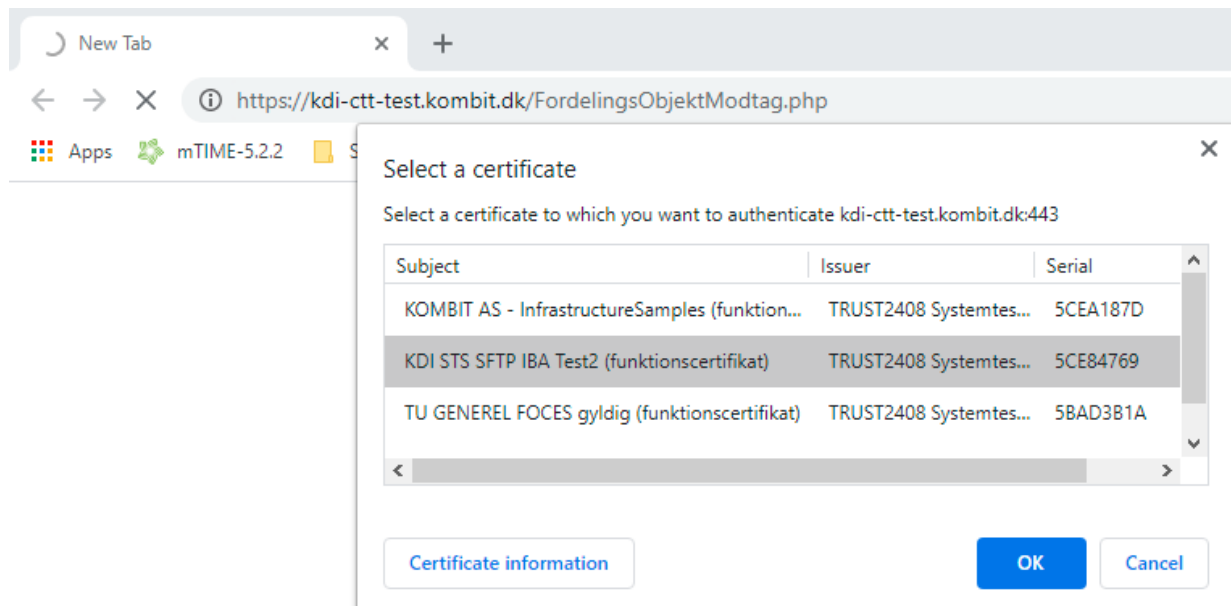 New Tab
https://kdi-ctt-test.kombit.dk/FordelingsObjektModtag.php
Apps mTIME-5.2.2 S
Select a certificate
Select a certificate to which you want to authenticate kdi-ctt-test.kombit.dk:443
Subject Issuer Serial
KOMBIT AS - InfrastructureSamples (funktion... TRUST2408 Systemtes... 5CEA187D
KDI STS SFTP IBA Test2 (funktionscertifikat) TRUST2408 Systemtes... 5CE84769
TU GENEREL FOCES gyldig (funktionscertifikat) TRUST2408 Systemtes... 5BAD3B1A
Certificate information OK Cancel